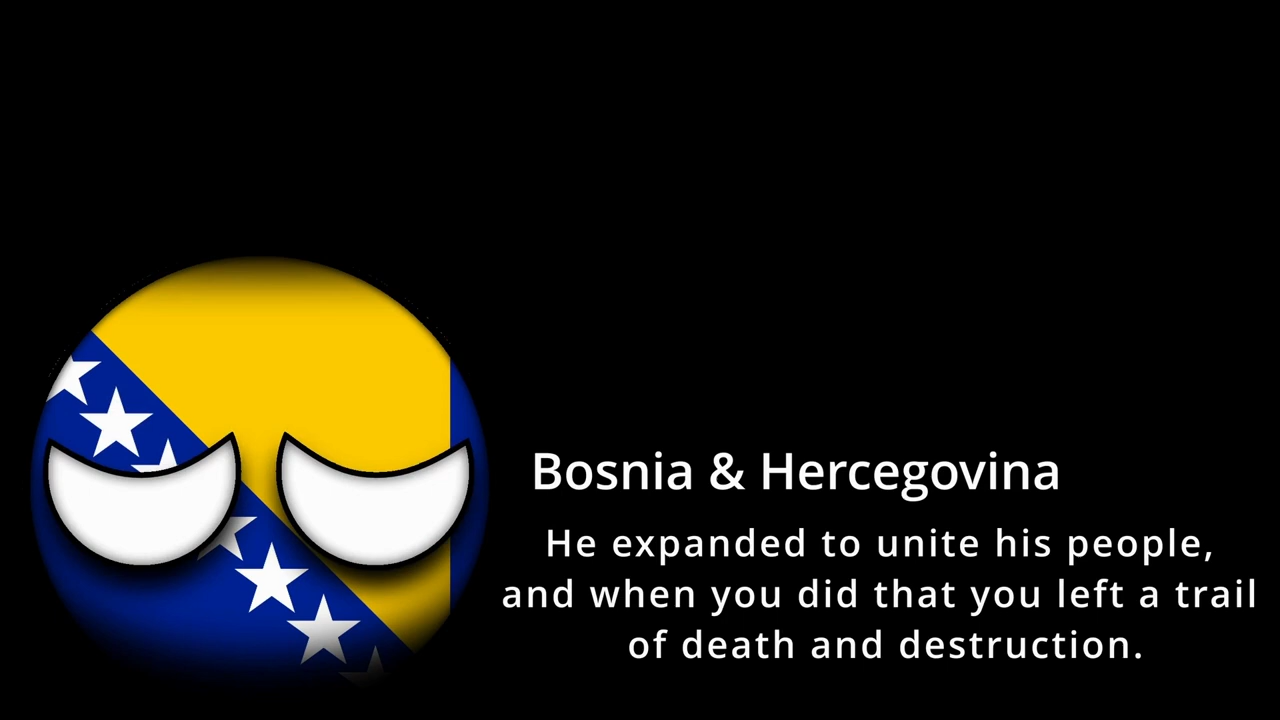 Bosnia & Hercegovina
He expanded to unite his people,
and when you did that you left a trail
of death and destruction.